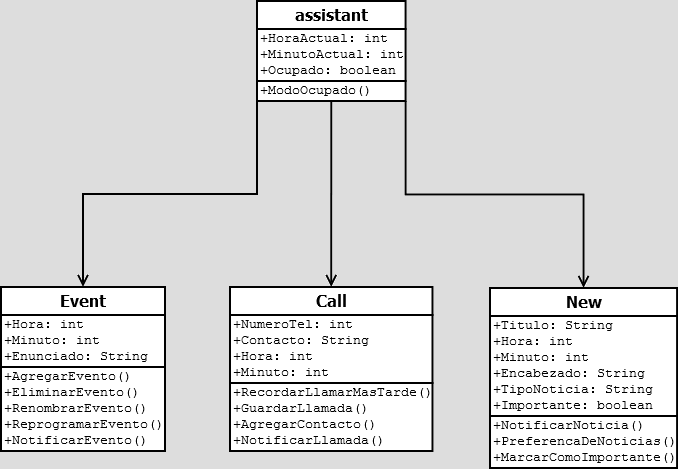 assistant
+HoraActual: int
+MinutoActual: int
+Ocupado: boolean
+ModoOcupado()
Event
+Hora: int
+Minuto: int
+Enunciado: String
+AgregarEvento()
+EliminarEvento()
+RenombrarEvento()
+ReprogramarEvento()
+NotificarEvento()
Call
+NumeroTel: int
+Contacto: String
+Hora: int
+Minuto: int
+RecordarLlamarMasTarde()
+GuardarLlamada()
+AgregarContacto()
+NotificarLlamada()
New
+Titulo: String
+Hora: int
+Minuto: int
+Encabezado: String
+TipoNoticia: String
+Importante: boolean
+NotificarNoticia()
+PreferencaDeNoticias()
+MarcarComoImportante()